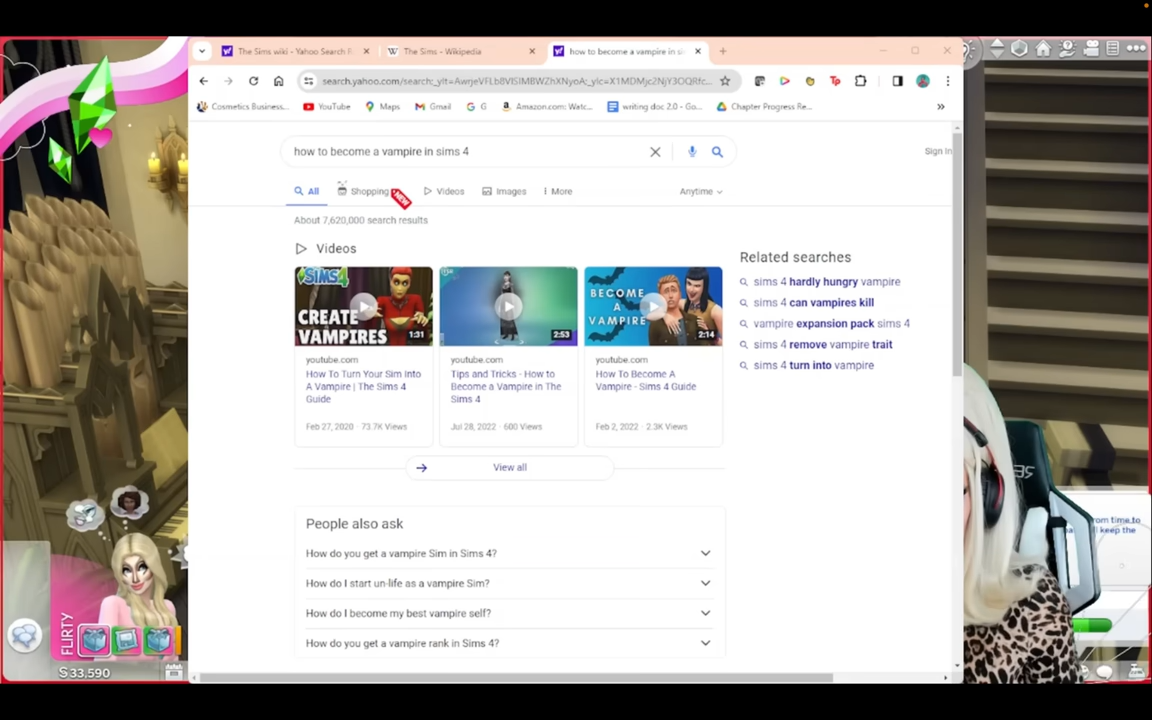 The Sims wiki - Yahoo Search R
The Sims - Wikipedia
how to become a vampire in si
Cosmetics Business...
YouTube
Maps
Gmail
G
Amazon.com: Watc...
writing doc 2.0 - Go...
Chapter Progress Re...
how to become a vampire in sims 4
Sign In
All
Shopping
NEW
Videos
Images
More
Anytime
About 7,620,000 search results
Videos
SIMS4
CREATE
VAMPIRES
1:31
2:53
BECOME
A
VAMPIRE
2:14
youtube.com
How To Turn Your Sim Into
A Vampire | The Sims 4
Guide
Feb 27, 2020 · 73.7K Views
youtube.com
Tips and Tricks - How to
Become a Vampire in The
Sims 4
Jul 28, 2022 · 600 Views
youtube.com
How To Become A
Vampire - Sims 4 Guide
Feb 2, 2022 · 2.3K Views
View all
Related searches
sims 4 hardly hungry vampire
sims 4 can vampires kill
vampire expansion pack sims 4
sims 4 remove vampire trait
sims 4 turn into vampire
People also ask
How do you get a vampire Sim in Sims 4?
How do I start un-life as a vampire Sim?
How do I become my best vampire self?
How do you get a vampire rank in Sims 4?
rom time to
keep the
FLIRTY
§33,590